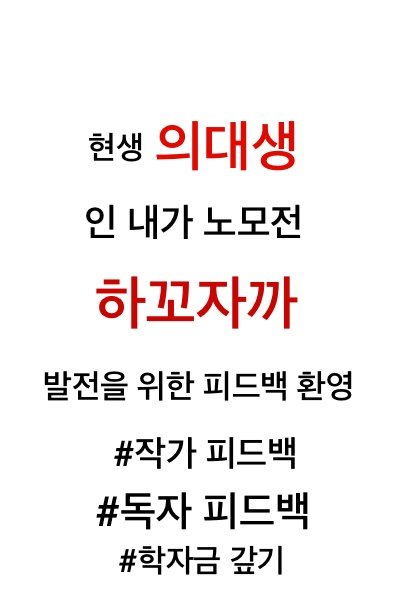 현생 의대생
인 내가 노모전
하꼬자까
발전을 위한 피드백 환영
#작가 피드백
#독자 피드백
#학자금 갚기